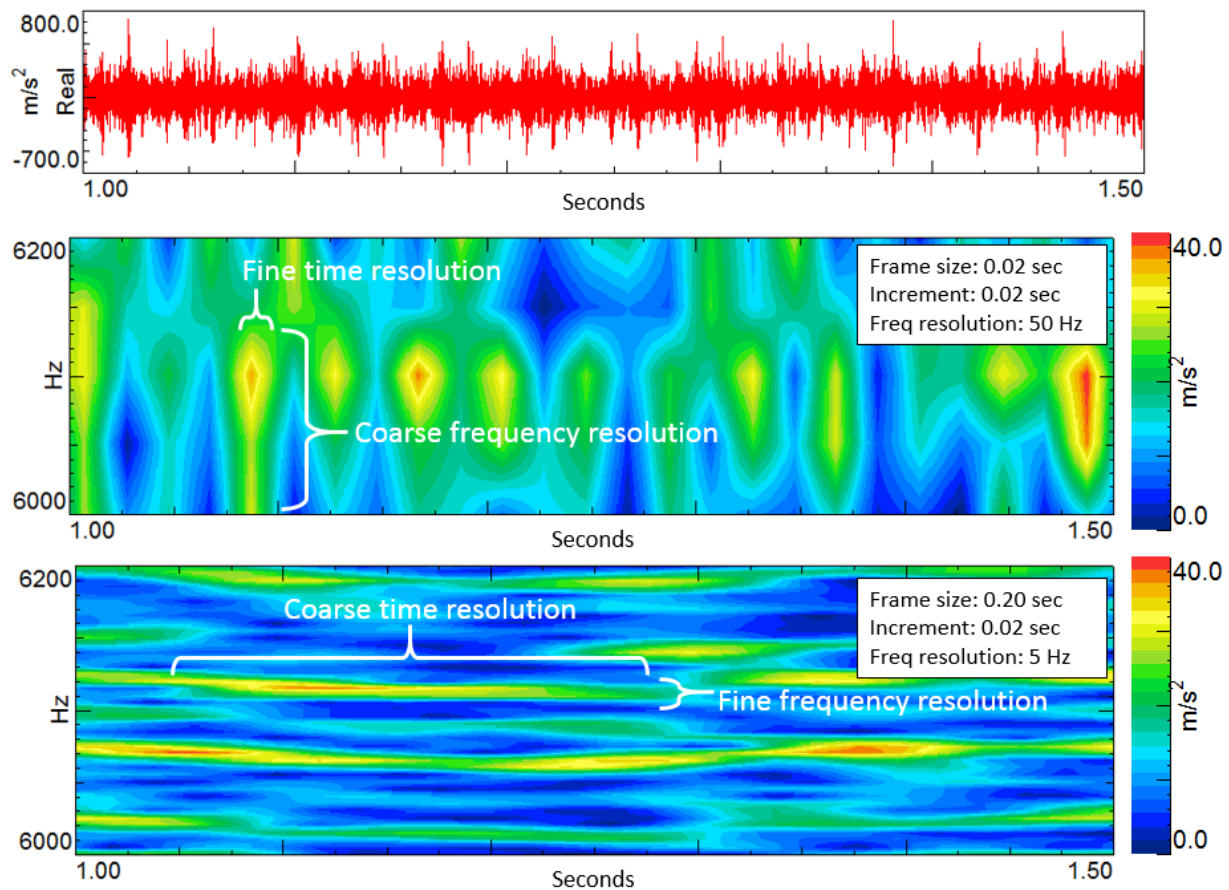 800.0
m/s²
Real
-700.0
1.00
Seconds
1.50
6200
Hz
6000
Fine time resolution
Coarse frequency resolution
Frame size: 0.02 sec
Increment: 0.02 sec
Freq resolution: 50 Hz
40.0
m/s²
0.0
1.00
Seconds
1.50
6200
Hz
6000
Coarse time resolution
Fine frequency resolution
Frame size: 0.20 sec
Increment: 0.02 sec
Freq resolution: 5 Hz
40.0
m/s²
0.0
1.00
Seconds
1.50